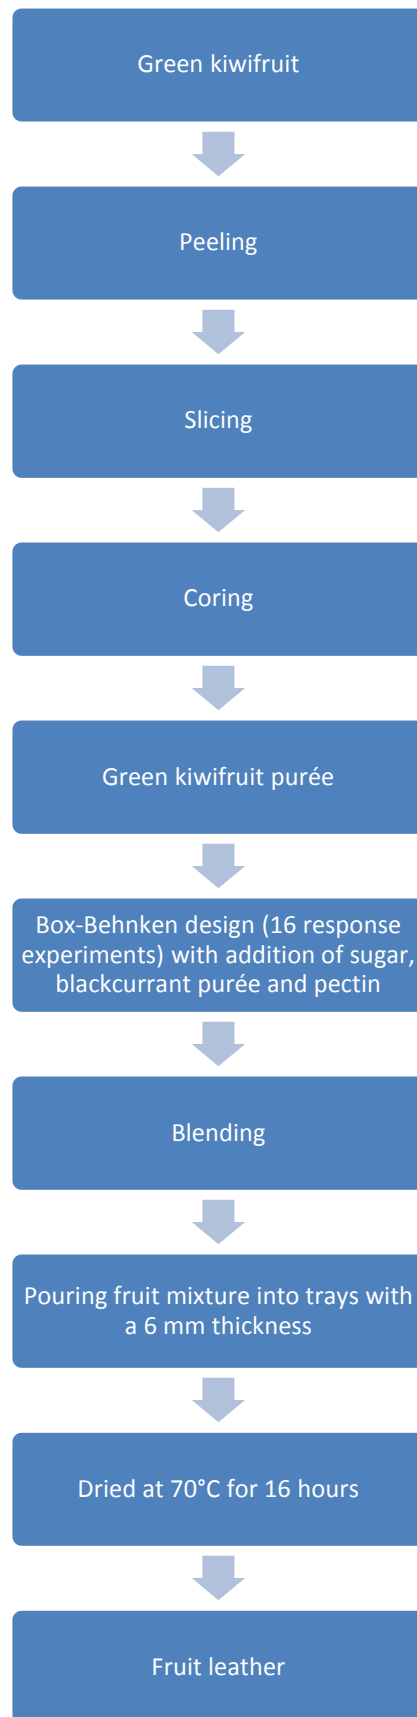 Green kiwifruit
Peeling
Slicing
Coring
Green kiwifruit purée
Box-Behnken design (16 response
experiments) with addition of sugar,
blackcurrant purée and pectin
Blending
Pouring fruit mixture into trays with
a 6 mm thickness
Dried at 70°C for 16 hours
Fruit leather